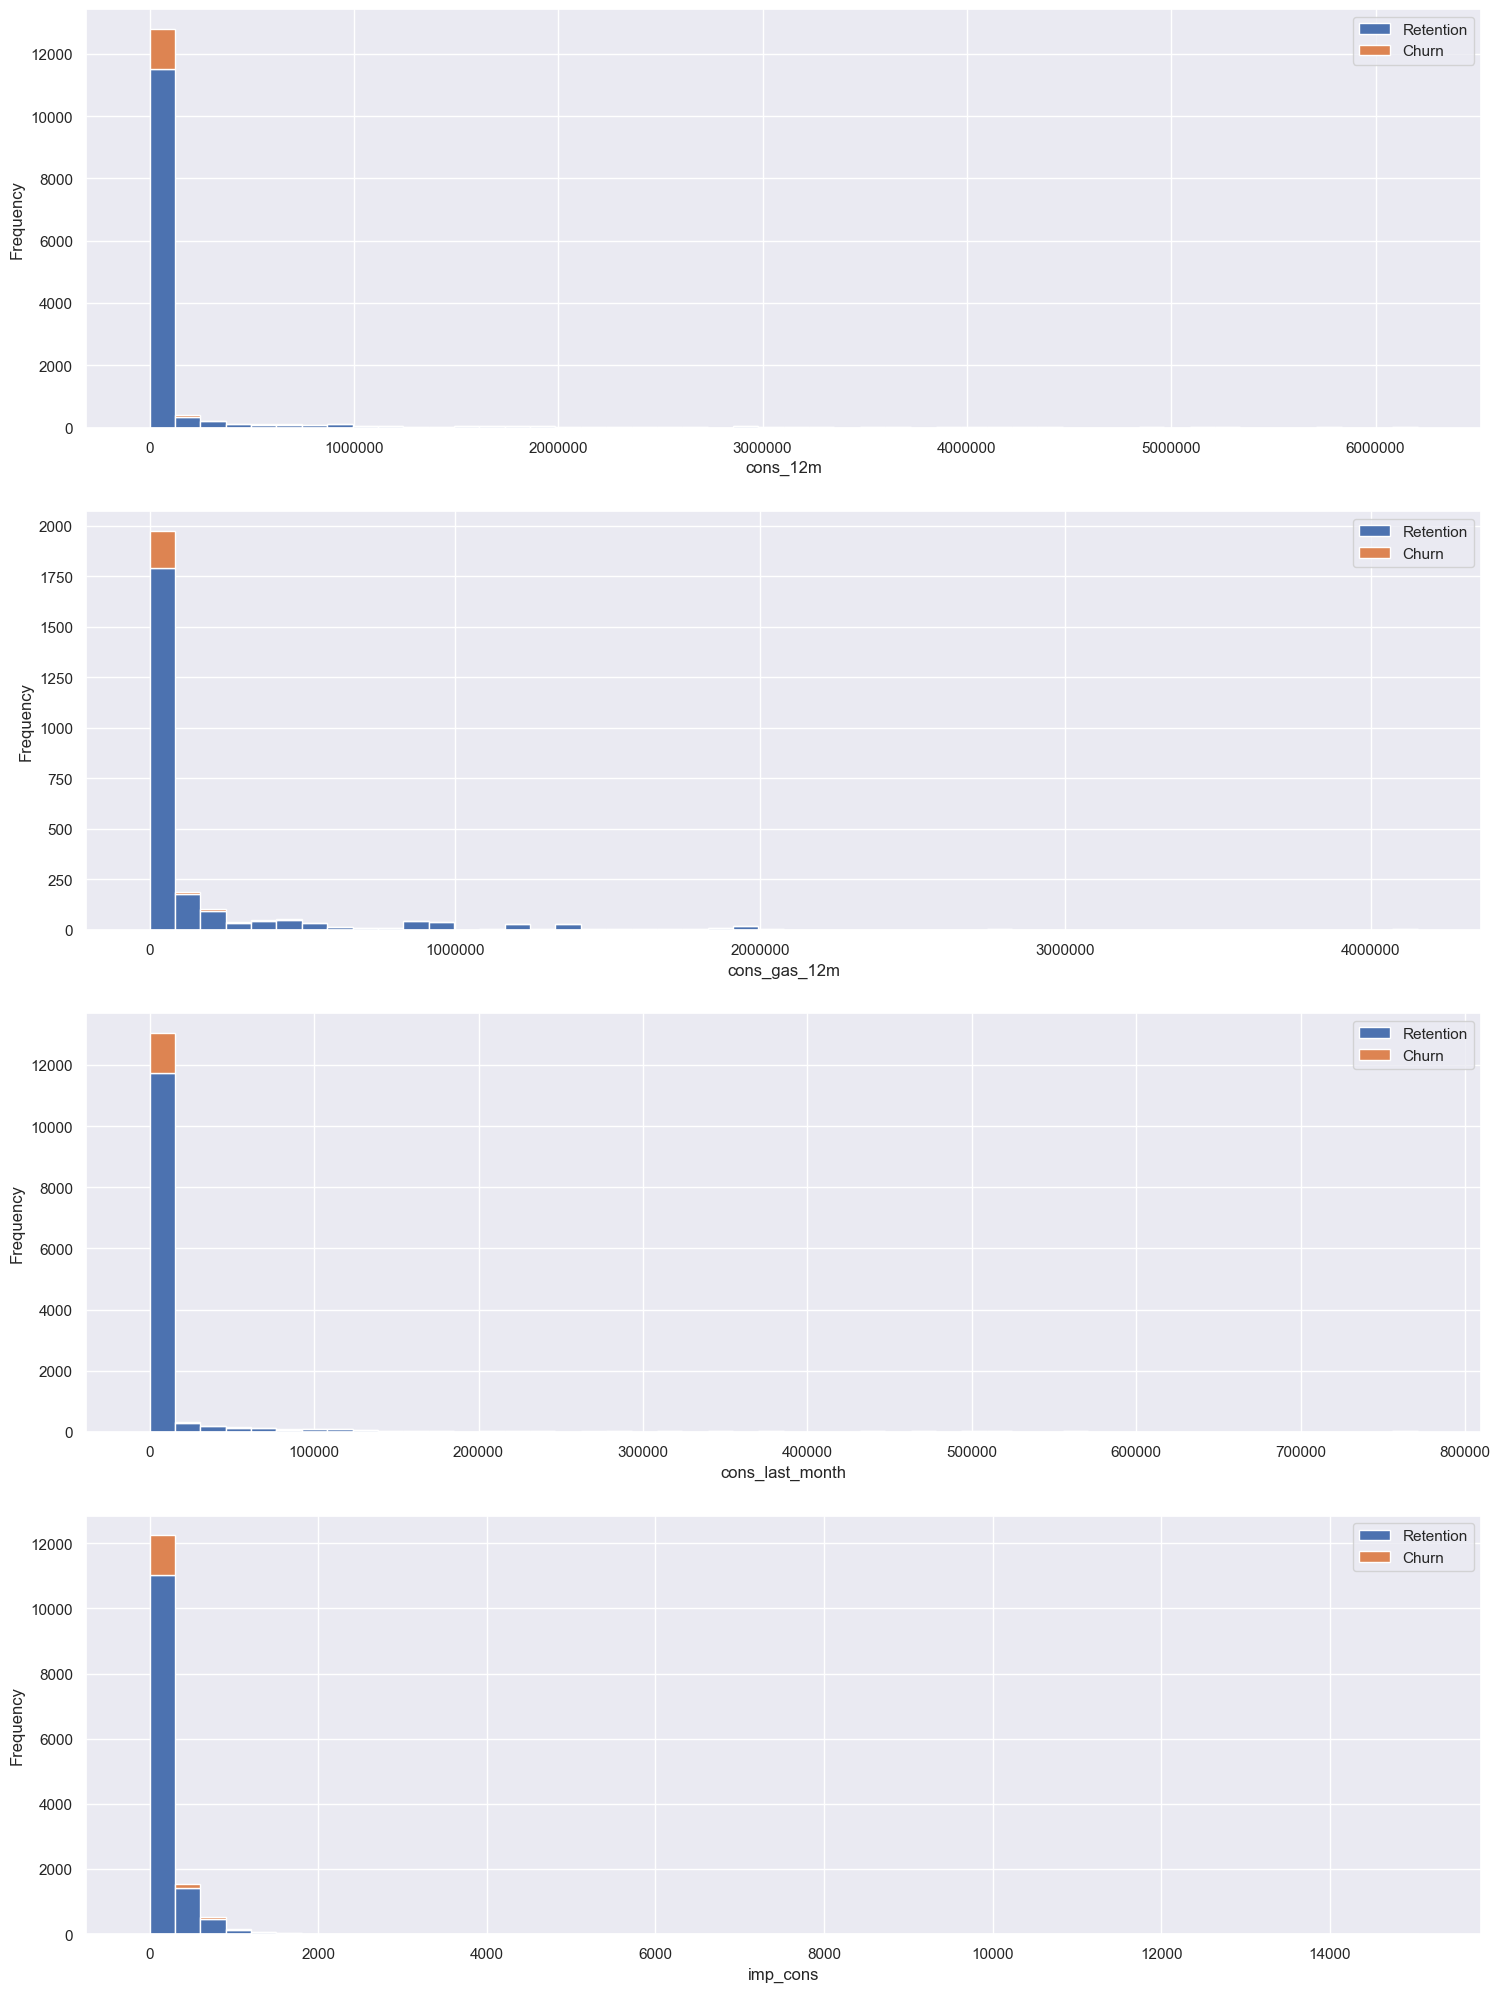 Retention
Churn
12000
10000
8000
6000
4000
2000
0
Frequency
0 1000000 2000000 3000000 4000000 5000000 6000000
cons_12m
Retention
Churn
2000
1750
1500
1250
1000
750
500
250
0
Frequency
0 1000000 2000000 3000000 4000000
cons_gas_12m
Retention
Churn
12000
10000
8000
6000
4000
2000
0
Frequency
0 100000 200000 300000 400000 500000 600000 700000 800000
cons_last_month
Retention
Churn
12000
10000
8000
6000
4000
2000
0
Frequency
0 2000 4000 6000 8000 10000 12000 14000
imp_cons